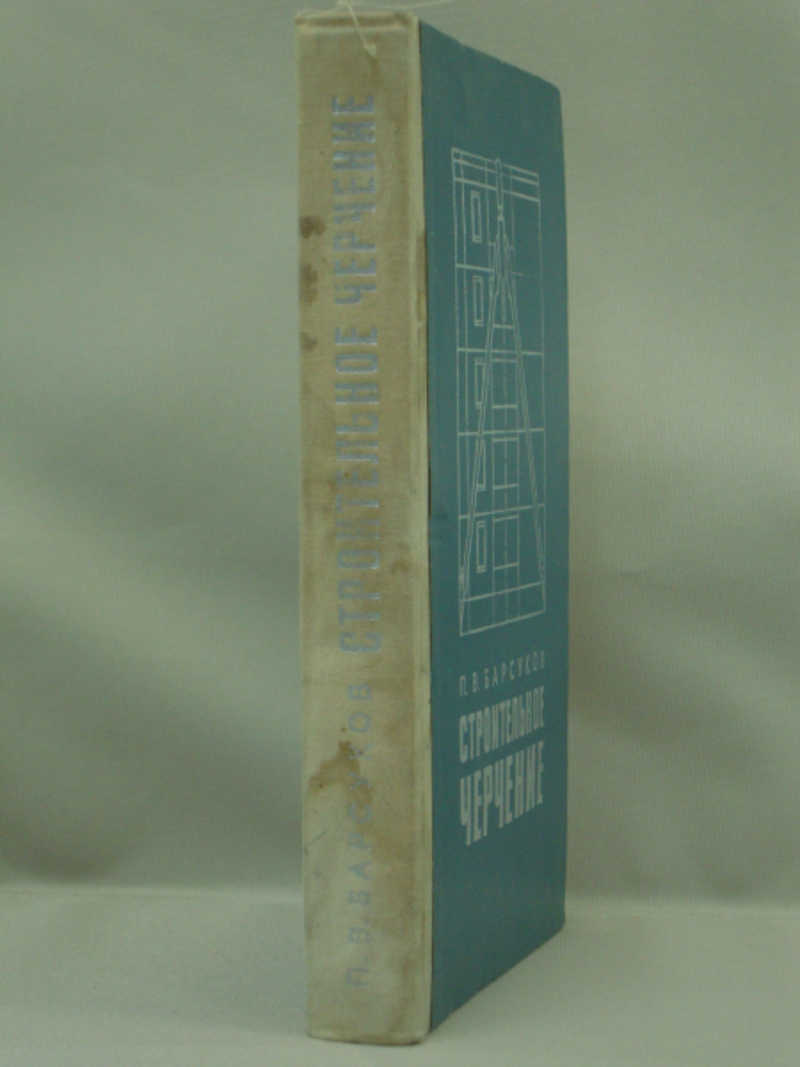 П. В. БАРСУКОВ СТРОИТЕЛЬНОЕ ЧЕРЧЕНИЕ
П. В. БАРСУКОВ
СТРОИТЕЛЬНОЕ
ЧЕРЧЕНИЕ